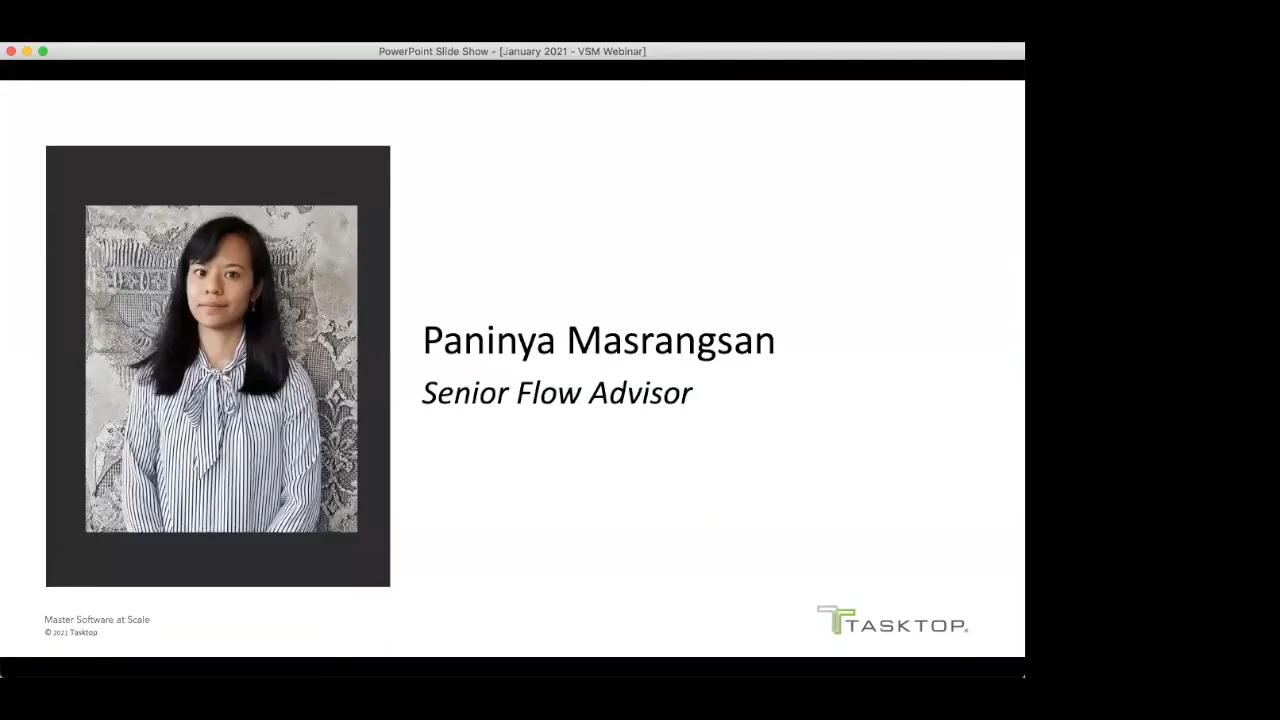 PowerPoint Slide Show - [January 2021 - VSM Webinar]
Paninya Masrangsan
Senior Flow Advisor
Master Software at Scale
© 2021 Tasktop
TASKTOP®